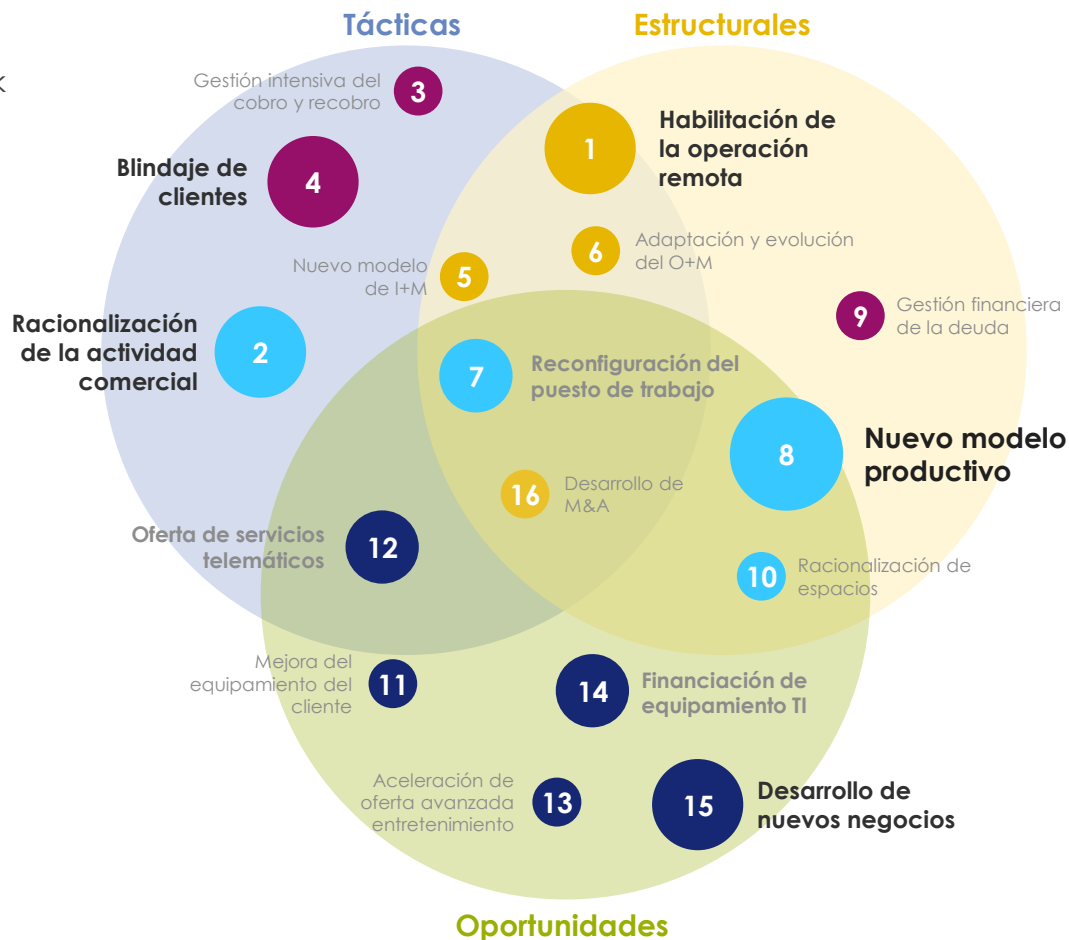 Tácticas
Estructurales
K
Gestión intensiva del
cobro y recobro
3
Blindaje de
clientes
4
1
Habilitación de
la operación
remota
6
Adaptación y evolución
del O+M
Nuevo modelo
de I+M
5
9
Gestión financiera
de la deuda
Racionalización
de la actividad
comercial
2
7
Reconfiguración del
puesto de trabajo
8
Nuevo modelo
productivo
16
Desarrollo de
M&A
Oferta de servicios
telemáticos
12
10
Racionalización de
espacios
Mejora del
equipamiento del
cliente
11
14
Financiación de
equipamiento TI
Aceleración de
oferta avanzada
entretenimiento
13
15
Desarrollo de
nuevos negocios
Oportunidades